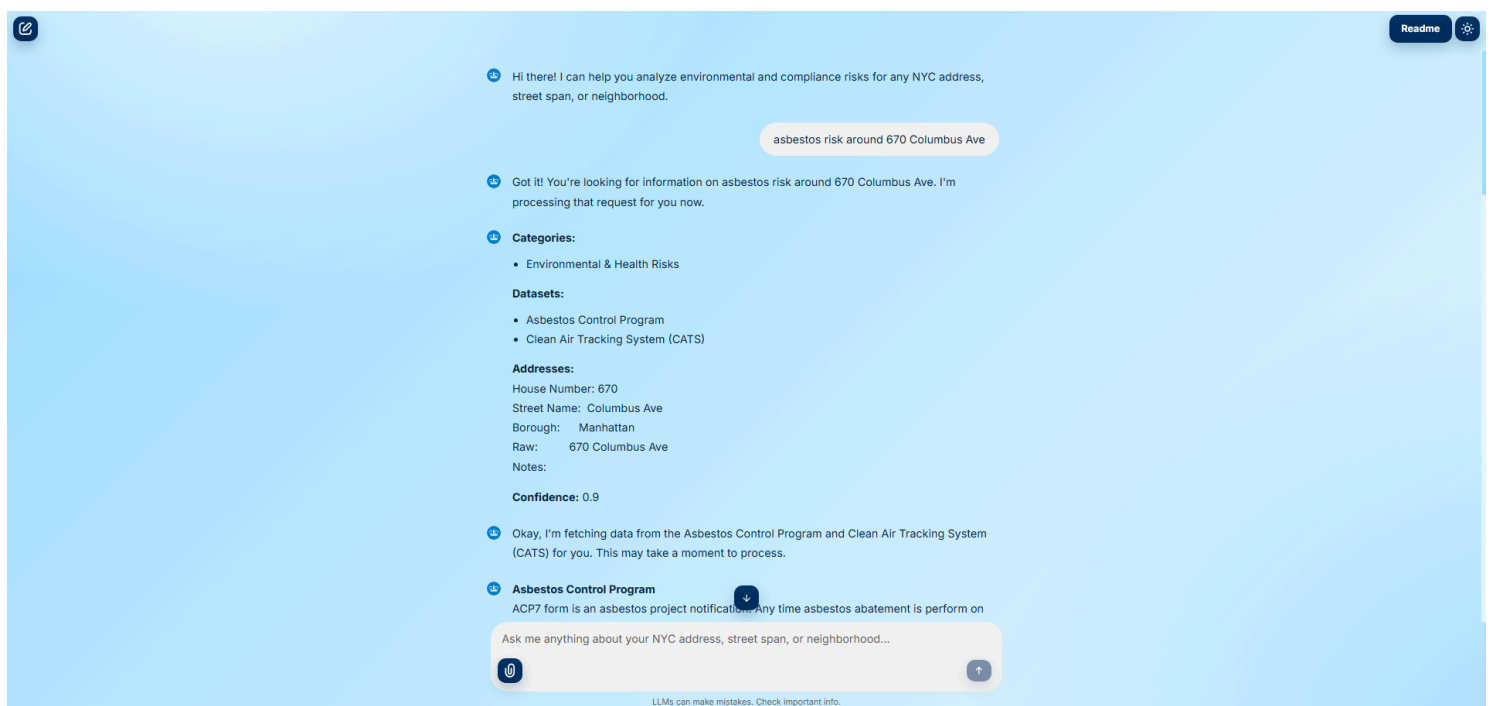 Readme
Hi there! I can help you analyze environmental and compliance risks for any NYC address,
street span, or neighborhood.
asbestos risk around 670 Columbus Ave
Got it! You're looking for information on asbestos risk around 670 Columbus Ave. I'm
processing that request for you now.
Categories:
• Environmental & Health Risks
Datasets:
• Asbestos Control Program
• Clean Air Tracking System (CATS)
Addresses:
House Number: 670
Street Name: Columbus Ave
Borough: Manhattan
Raw: 670 Columbus Ave
Notes:
Confidence: 0.9
Okay, I'm fetching data from the Asbestos Control Program and Clean Air Tracking System
(CATS) for you. This may take a moment to process.
Asbestos Control Program
ACP7 form is an asbestos project Any time asbestos abatement is perform on
Ask me anything about your NYC address, street span, or neighborhood...
LLMs can make mistakes. Check important info.